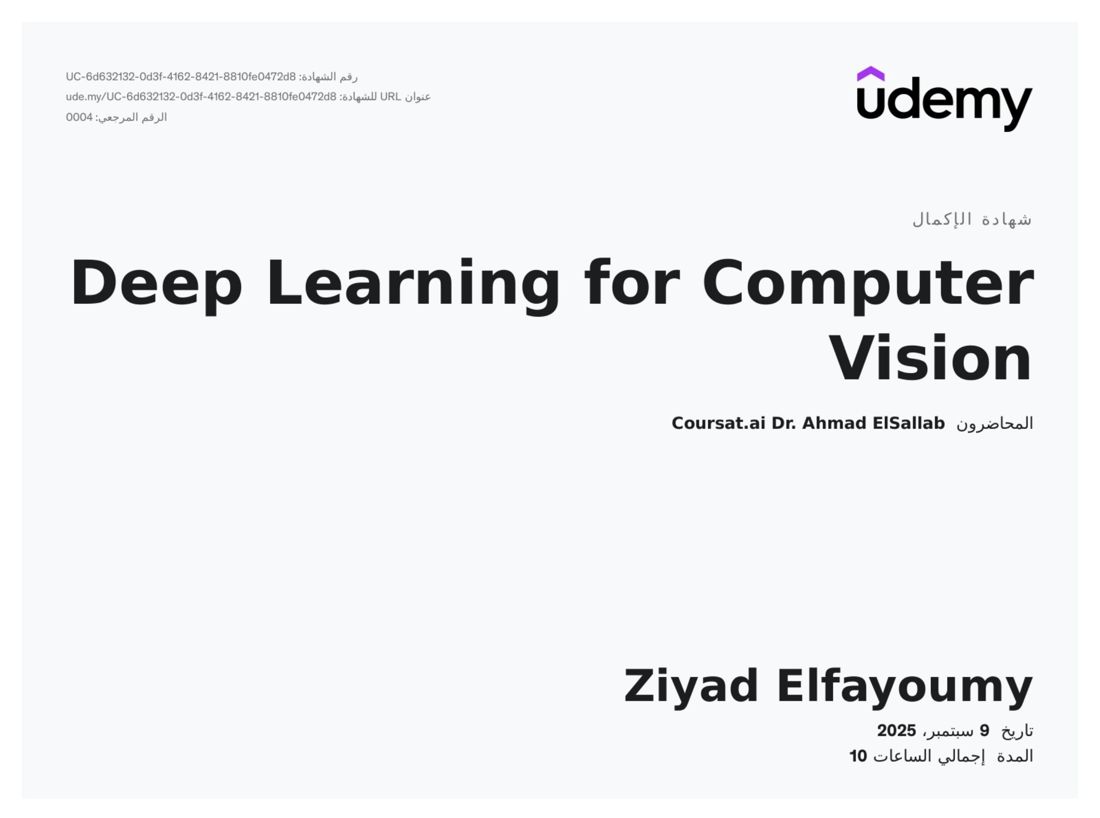 رقم الشهادة: UC-6d632132-0d3f-4162-8421-8810fe0472d8
عنوان URL للشهادة: ude.my/UC-6d632132-0d3f-4162-8421-8810fe0472d8
الرقم المرجعي: 0004
udemy
شهادة الإكمال
Deep Learning for Computer
Vision
المحاضرون Coursat.ai Dr. Ahmad ElSallab
Ziyad Elfayoumy
تاريخ 9 سبتمبر، 2025
المدة 10 إجمالي الساعات